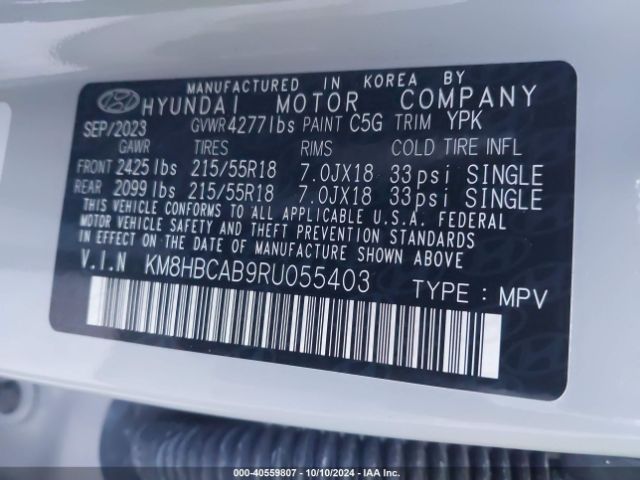 MANUFACTURED IN KOREA BY
HYUNDAI MOTOR COMPANY
SEP/2023 GVWR 4277lbs PAINT C5G TRIM YPK
GAWR TIRES RIMS COLD TIRE INFL
FRONT 2425lbs 215/55R18 7.0JX18 33psi SINGLE
REAR 2099lbs 215/55R18 7.0JX18 33psi SINGLE
THIS VEHICLE CONFORMS TO ALL APPLICABLE U.S.A. FEDERAL
MOTOR VEHICLE SAFETY AND THEFT PREVENTION STANDARDS
IN EFFECT ON THE DATE OF MANUFACTURE SHOWN ABOVE
V.I.N KM8HBCAB9RU055403 TYPE : MPV
000-40559807 - 10/10/2024 - IAA Inc.